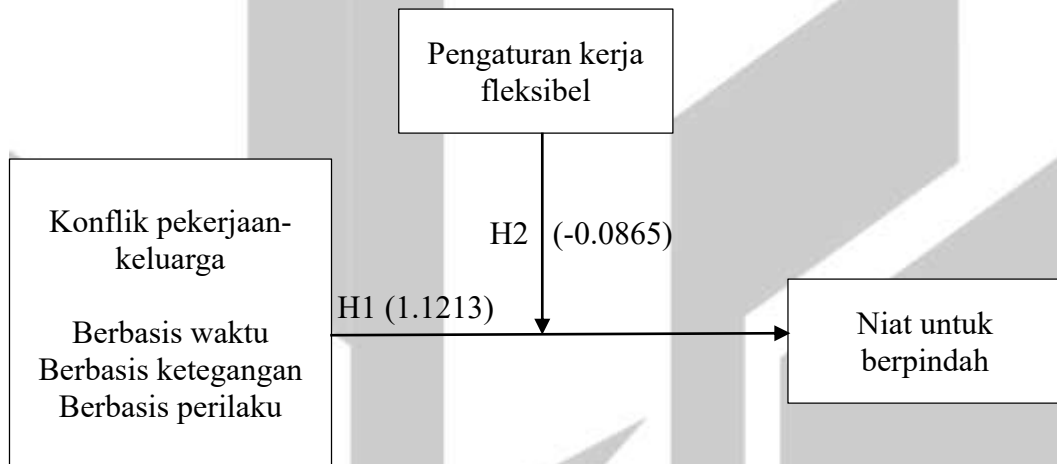 Pengaturan kerja
fleksibel
Konflik pekerjaan-
keluarga
Berbasis waktu
Berbasis ketegangan
Berbasis perilaku
H2 (-0.0865)
H1 (1.1213)
Niat untuk
berpindah